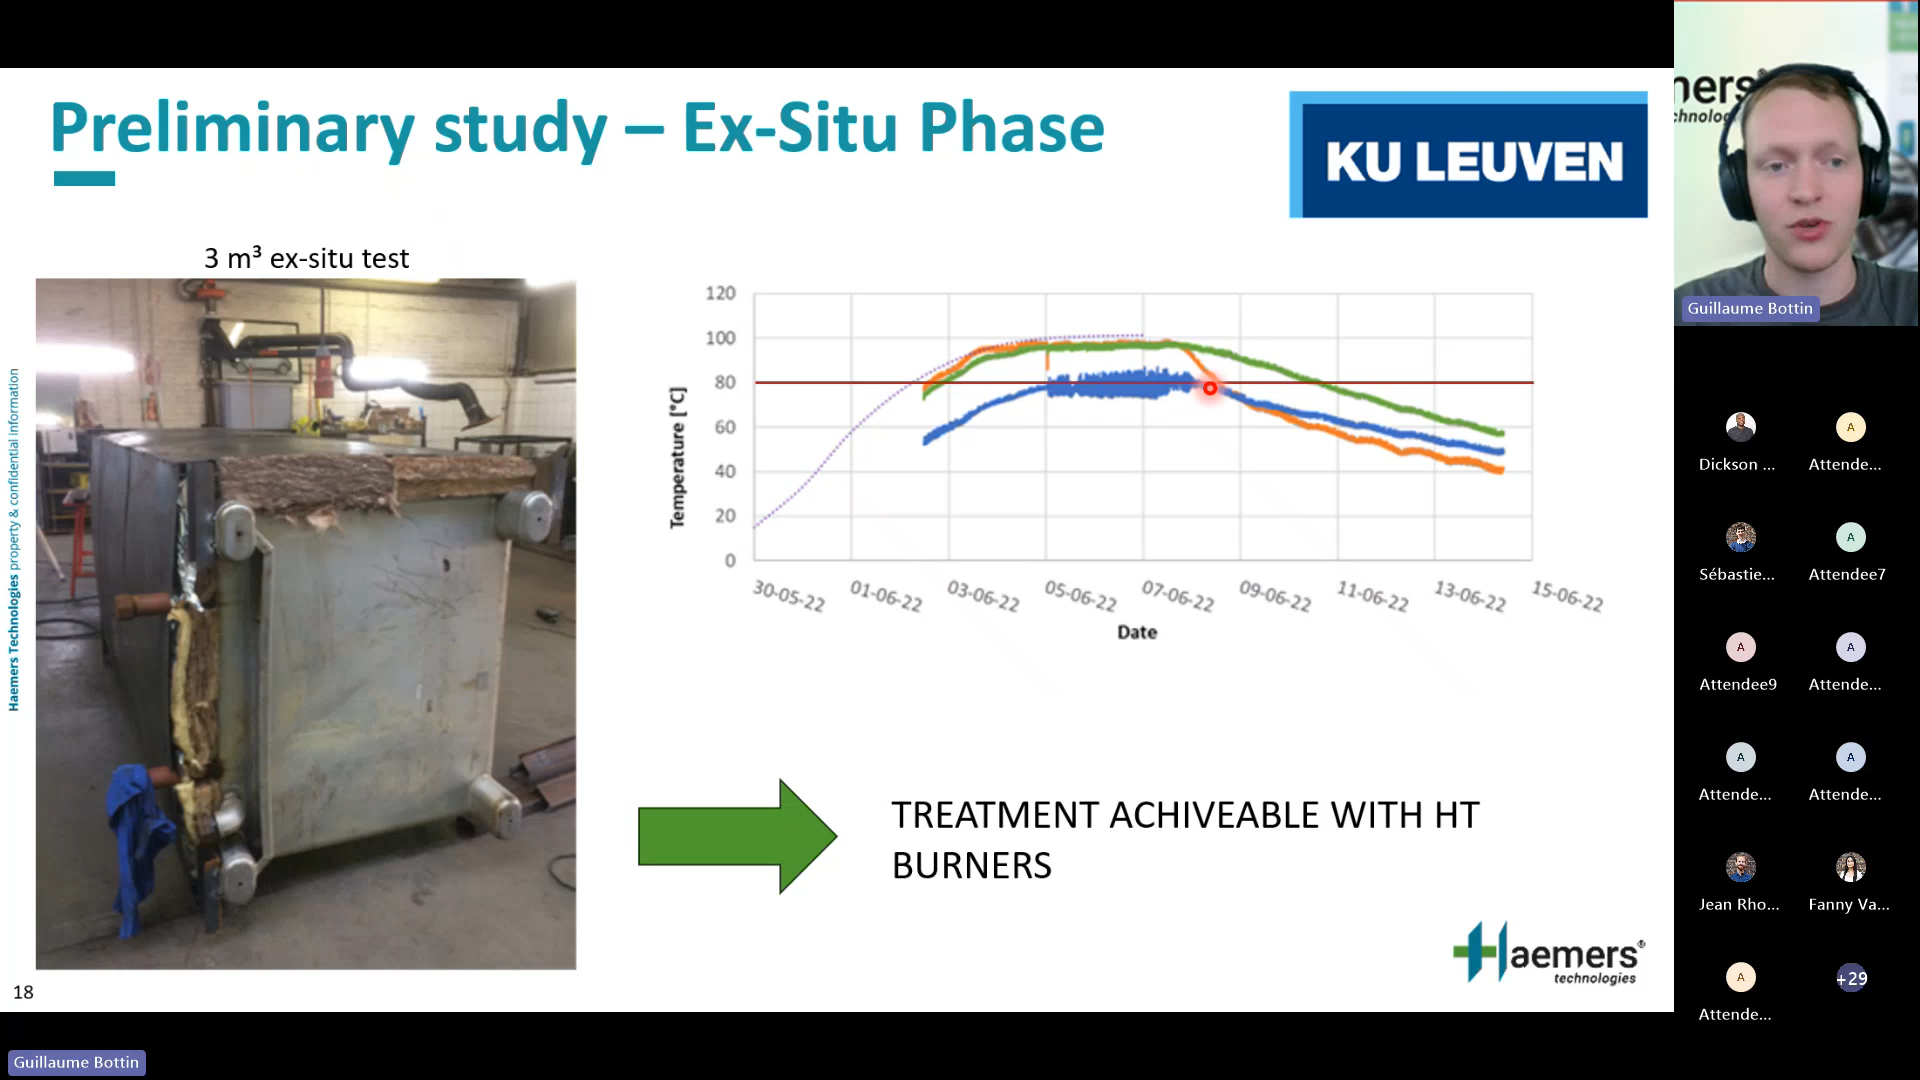 Preliminary study – Ex-Situ Phase
KU LEUVEN
3 m³ ex-situ test
Haemers Technologies property & confidential information
Temperature [°C]
120
100
80
60
40
20
0
30-05-22
01-06-22
03-06-22
05-06-22
07-06-22
09-06-22
11-06-22
13-06-22
15-06-22
Date
TREATMENT ACHIVEABLE WITH HT
BURNERS
Haemers®
technologies
18
Guillaume Bottin
Guillaume Bottin
Dickson ...
A
Attende...
Sébastie...
A
Attendee7
A
Attendee9
A
Attende...
A
Attende...
A
Attende...
Jean Rho...
Fanny Va...
A
Attende...
+29